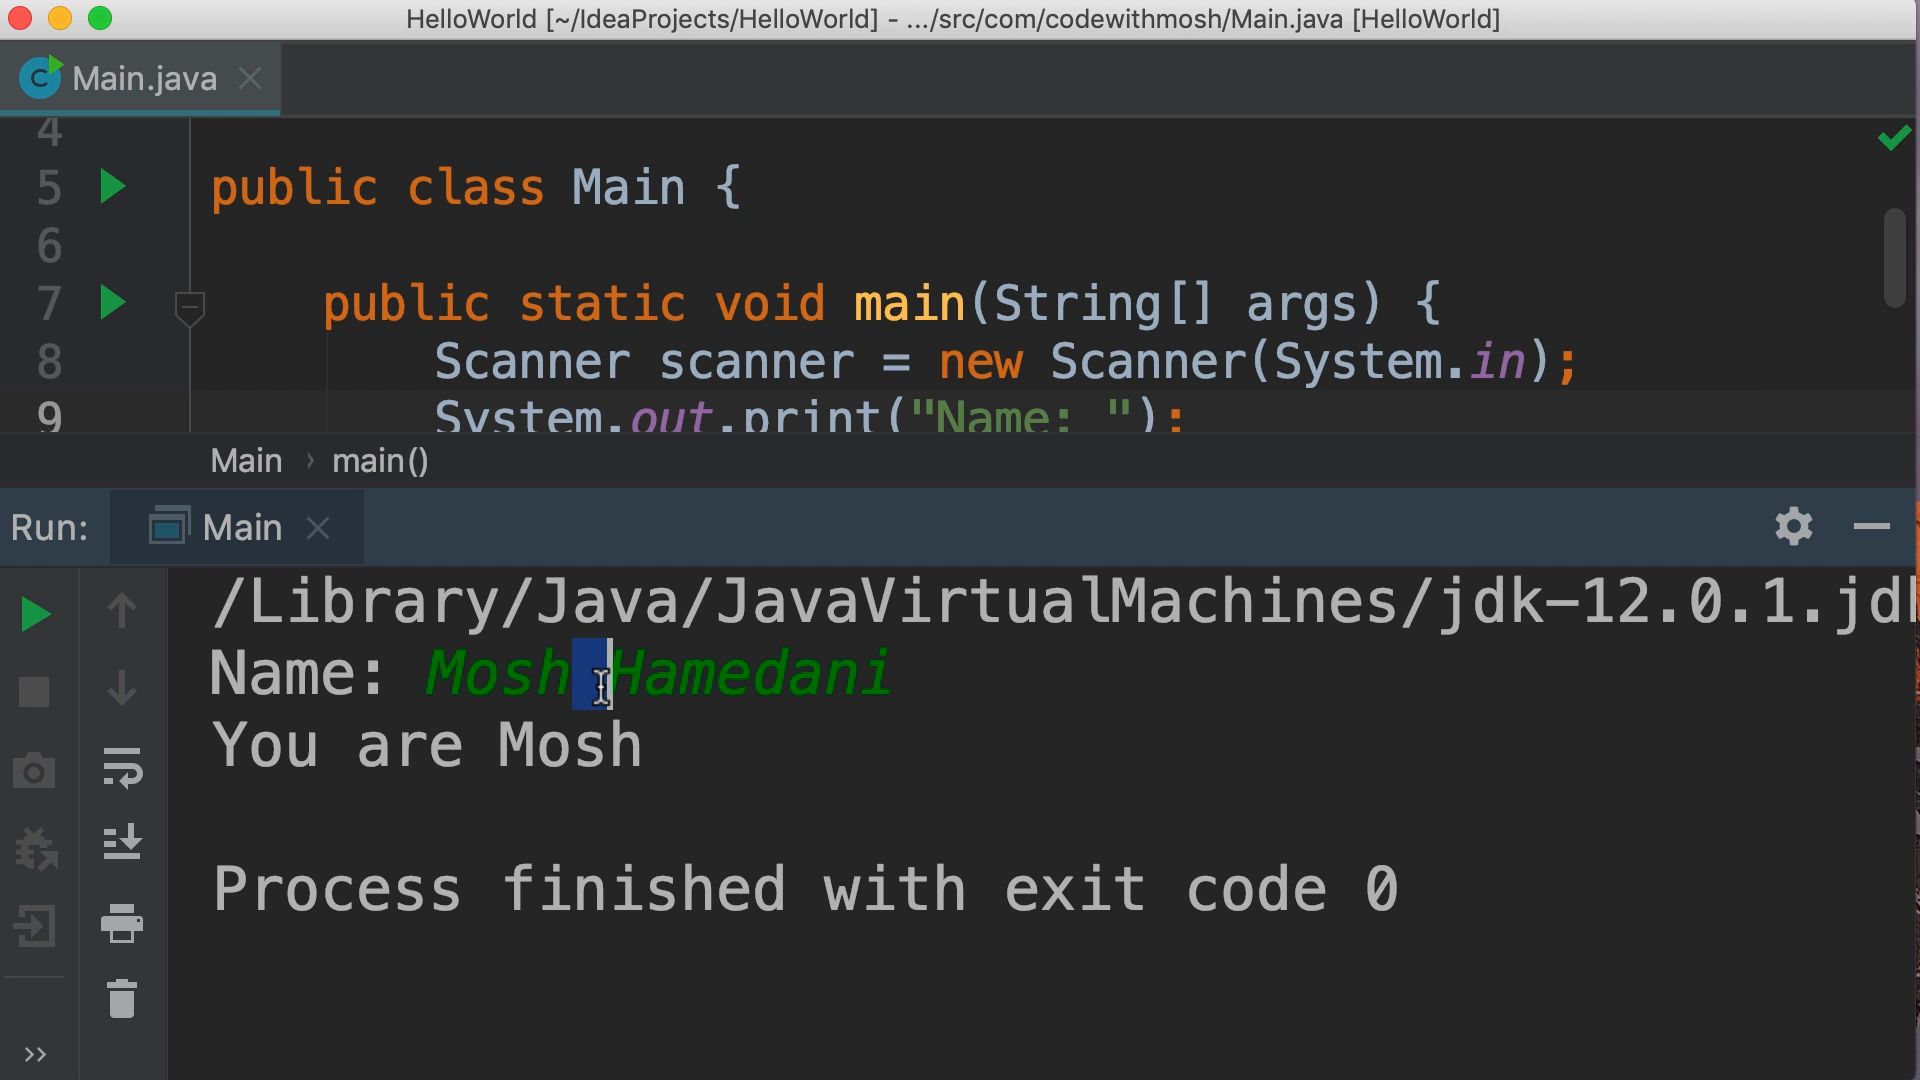 HelloWorld [~/IdeaProjects/HelloWorld] - .../src/com/codewithmosh/Main.java [HelloWorld]
Main.java
4
5 public class Main {
6
7 public static void main(String[] args) {
8 Scanner scanner = new Scanner(System.in);
9 System.out.print("Name: ");
Main › main()
Run: Main
/Library/Java/JavaVirtualMachines/jdk-12.0.1.jdk
Name: Mosh Hamedani
You are Mosh
Process finished with exit code 0